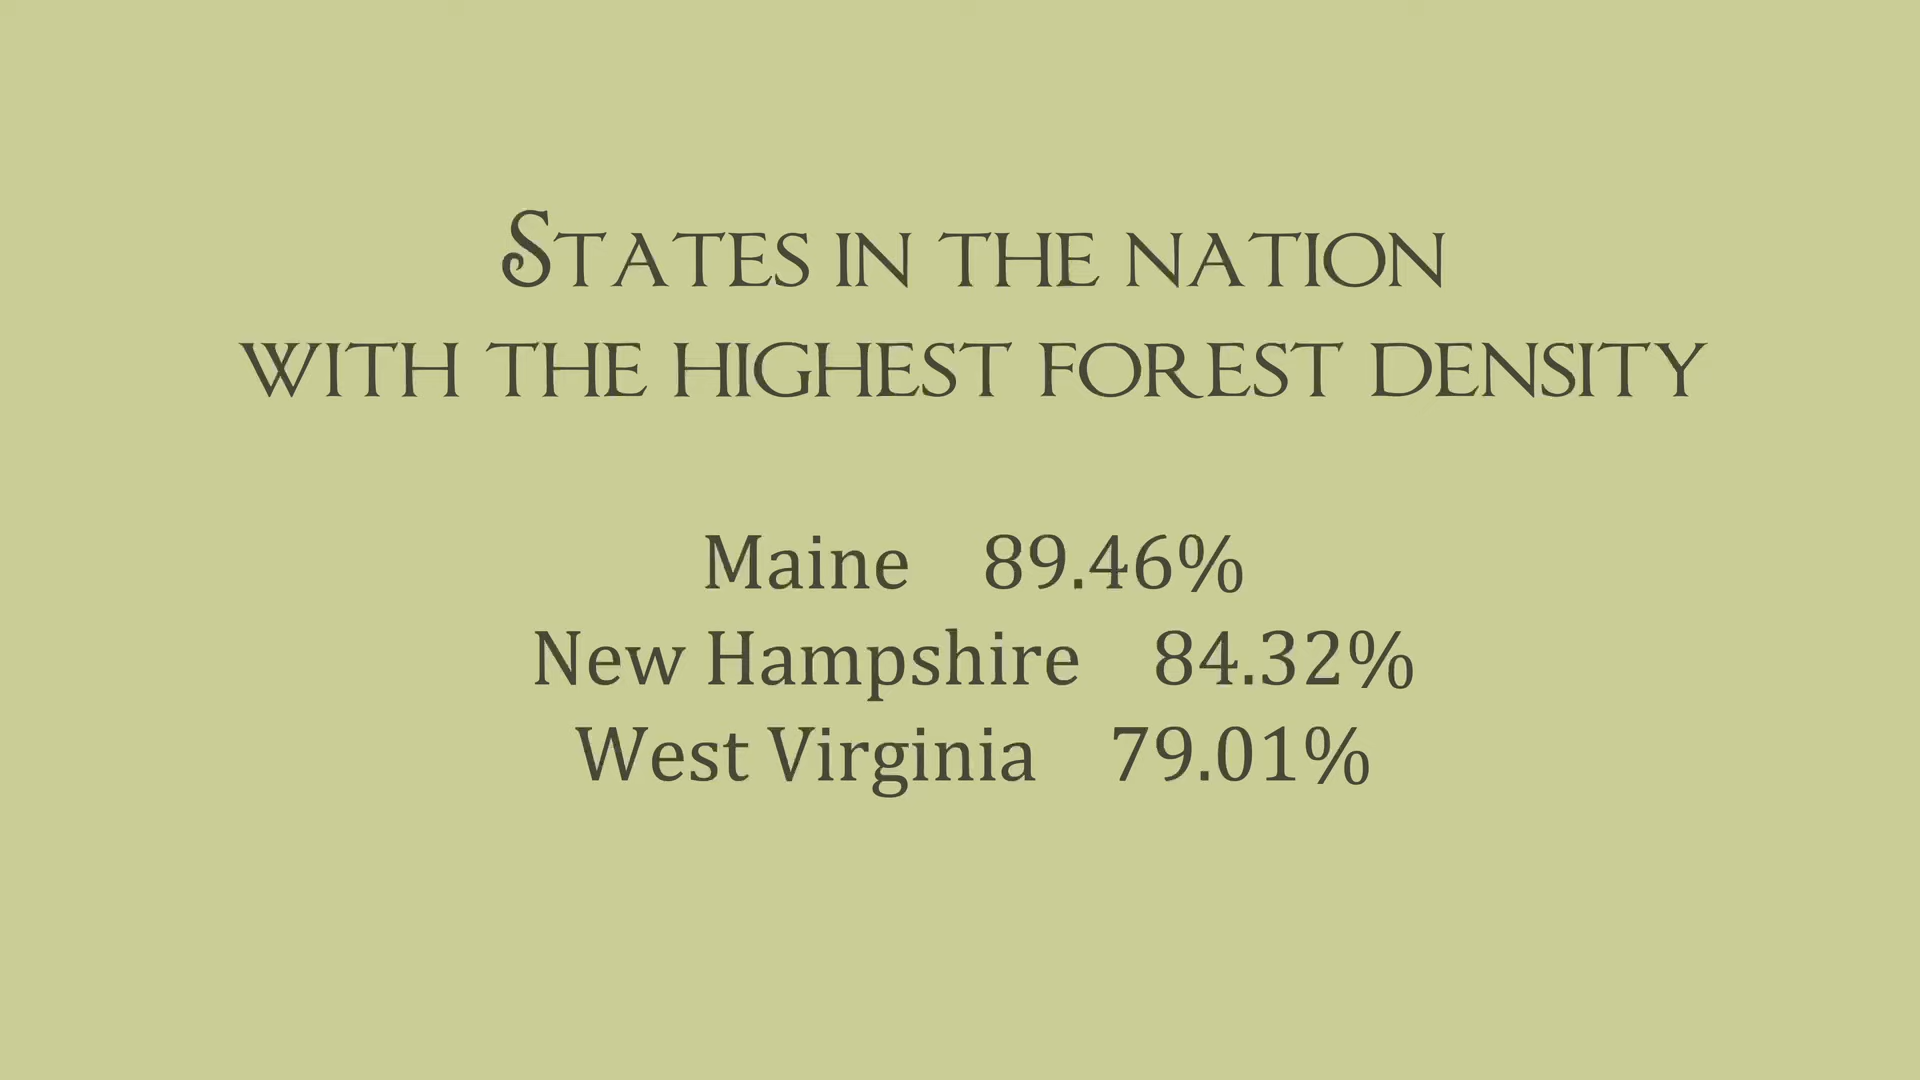 States in the nation
with the highest forest density
Maine 89.46%
New Hampshire 84.32%
West Virginia 79.01%